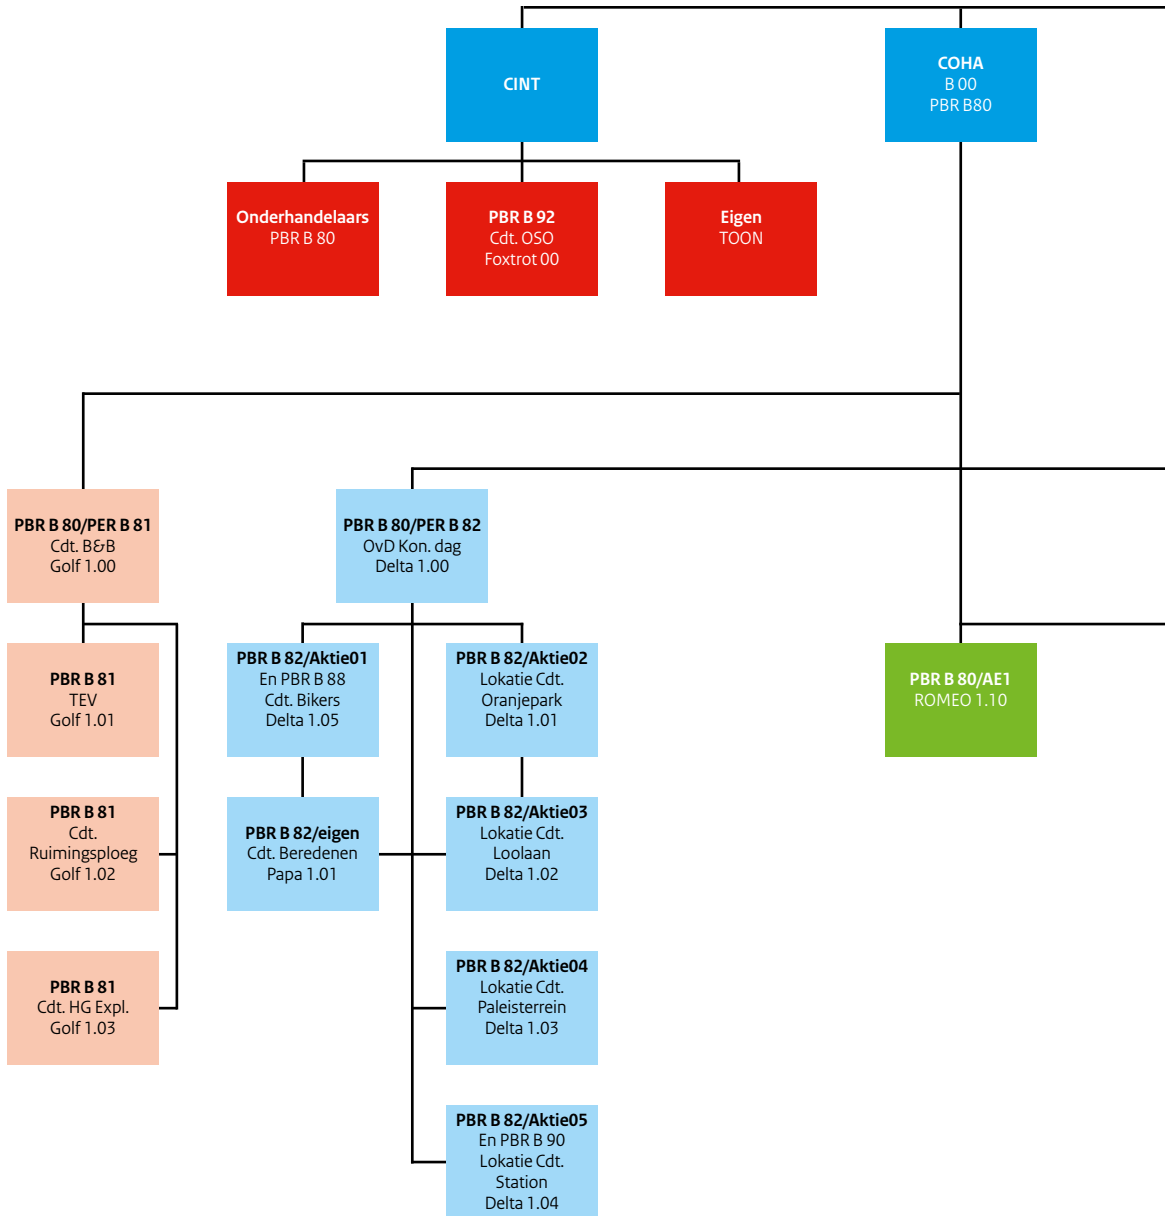 CINT
COHA
B 00
PBR B80
Onderhandelaars
PBR B 80
PBR B 92
Cdt. OSO
Foxtrot 00
Eigen
TOON
PBR B 80/PER B 81
Cdt. B&B
Golf 1.00
PBR B 80/PER B 82
OvD Kon. dag
Delta 1.00
PBR B 81
TEV
Golf 1.01
PBR B 82/Aktie01
En PBR B 88
Cdt. Bikers
Delta 1.05
PBR B 82/Aktie02
Lokatie Cdt.
Oranjepark
Delta 1.01
PBR B 80/AE1
ROMEO 1.10
PBR B 81
Cdt.
Ruimingsploeg
Golf 1.02
PBR B 82/eigen
Cdt. Beredenen
Papa 1.01
PBR B 82/Aktie03
Lokatie Cdt.
Loolaan
Delta 1.02
PBR B 81
Cdt. HG Expl.
Golf 1.03
PBR B 82/Aktie04
Lokatie Cdt.
Paleisterrein
Delta 1.03
PBR B 82/Aktie05
En PBR B 90
Lokatie Cdt.
Station
Delta 1.04